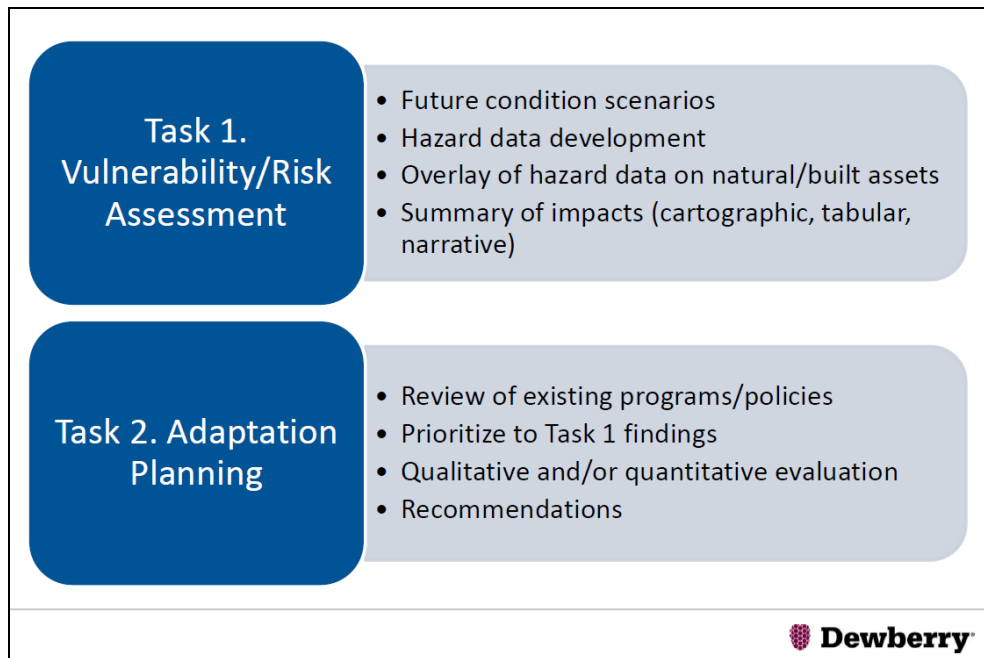 Task 1.
Vulnerability/Risk
Assessment
• Future condition scenarios
• Hazard data development
• Overlay of hazard data on natural/built assets
• Summary of impacts (cartographic, tabular,
narrative)
Task 2. Adaptation
Planning
• Review of existing programs/policies
• Prioritize to Task 1 findings
• Qualitative and/or quantitative evaluation
• Recommendations
Dewberry®